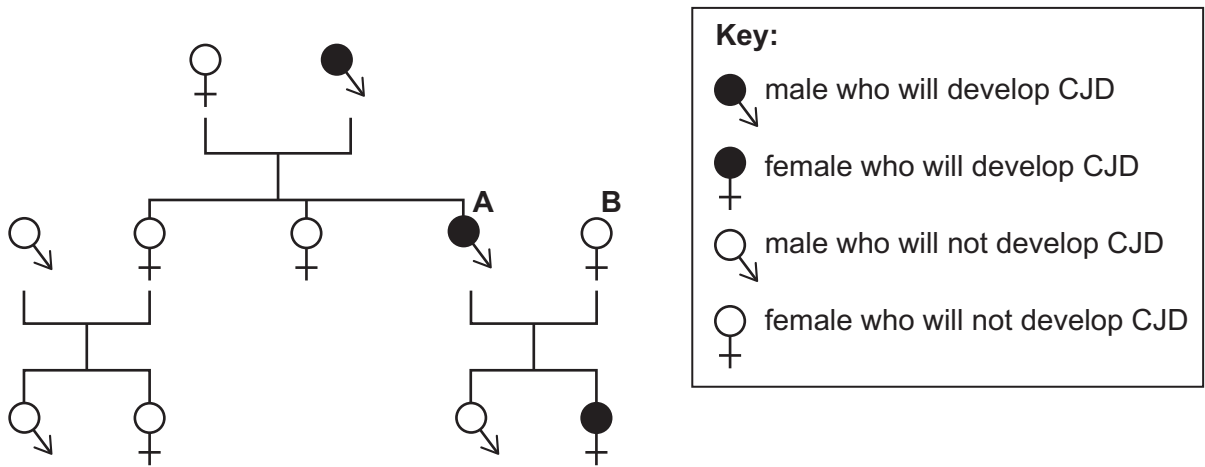 A
B
Key:
male who will develop CJD
female who will develop CJD
male who will not develop CJD
female who will not develop CJD